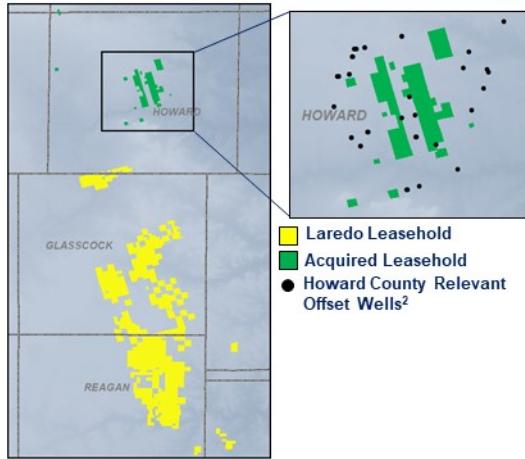 HOWARD
GLASSCOCK
REAGAN
HOWARD
Laredo Leasehold
Acquired Leasehold
Howard County Relevant
Offset Wells²